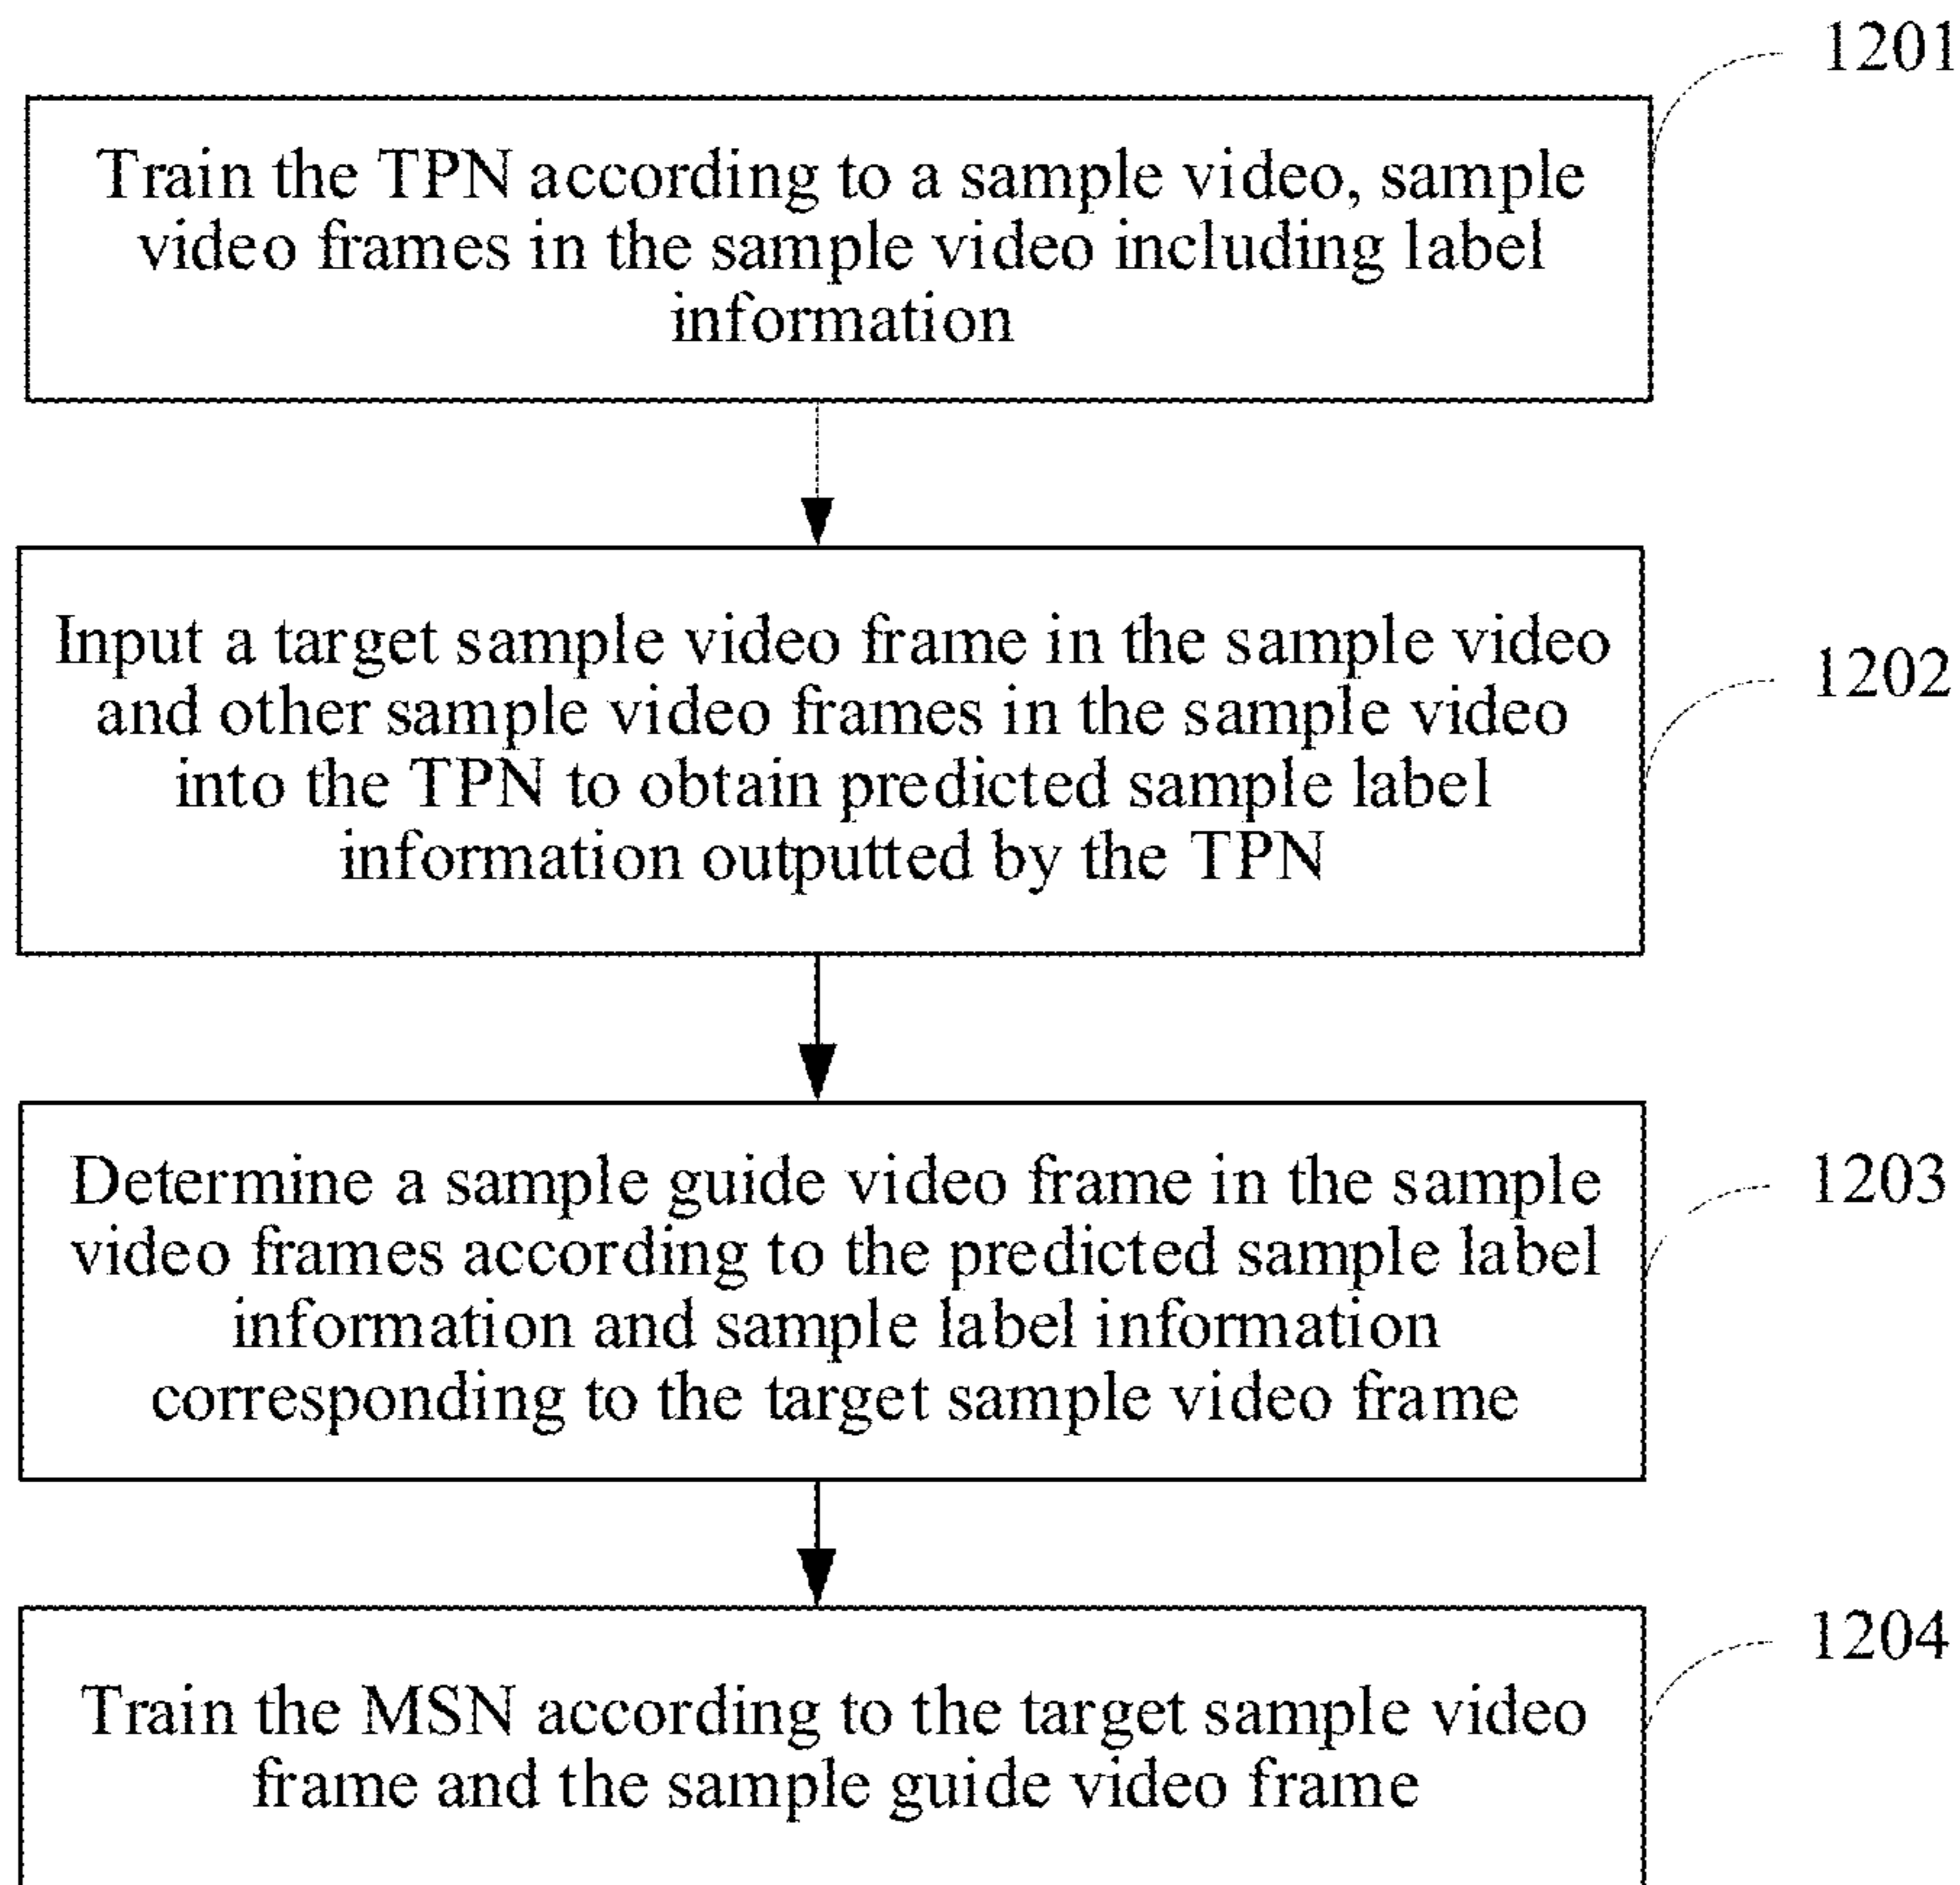 1201
Train the TPN according to a sample video, sample
video frames in the sample video including label
information
Input a target sample video frame in the sample video
and other sample video frames in the sample video
into the TPN to obtain predicted sample label
information outputted by the TPN
1202
Determine a sample guide video frame in the sample
video frames according to the predicted sample label
information and sample label information
corresponding to the target sample video frame
1203
Train the MSN according to the target sample video
frame and the sample guide video frame
1204